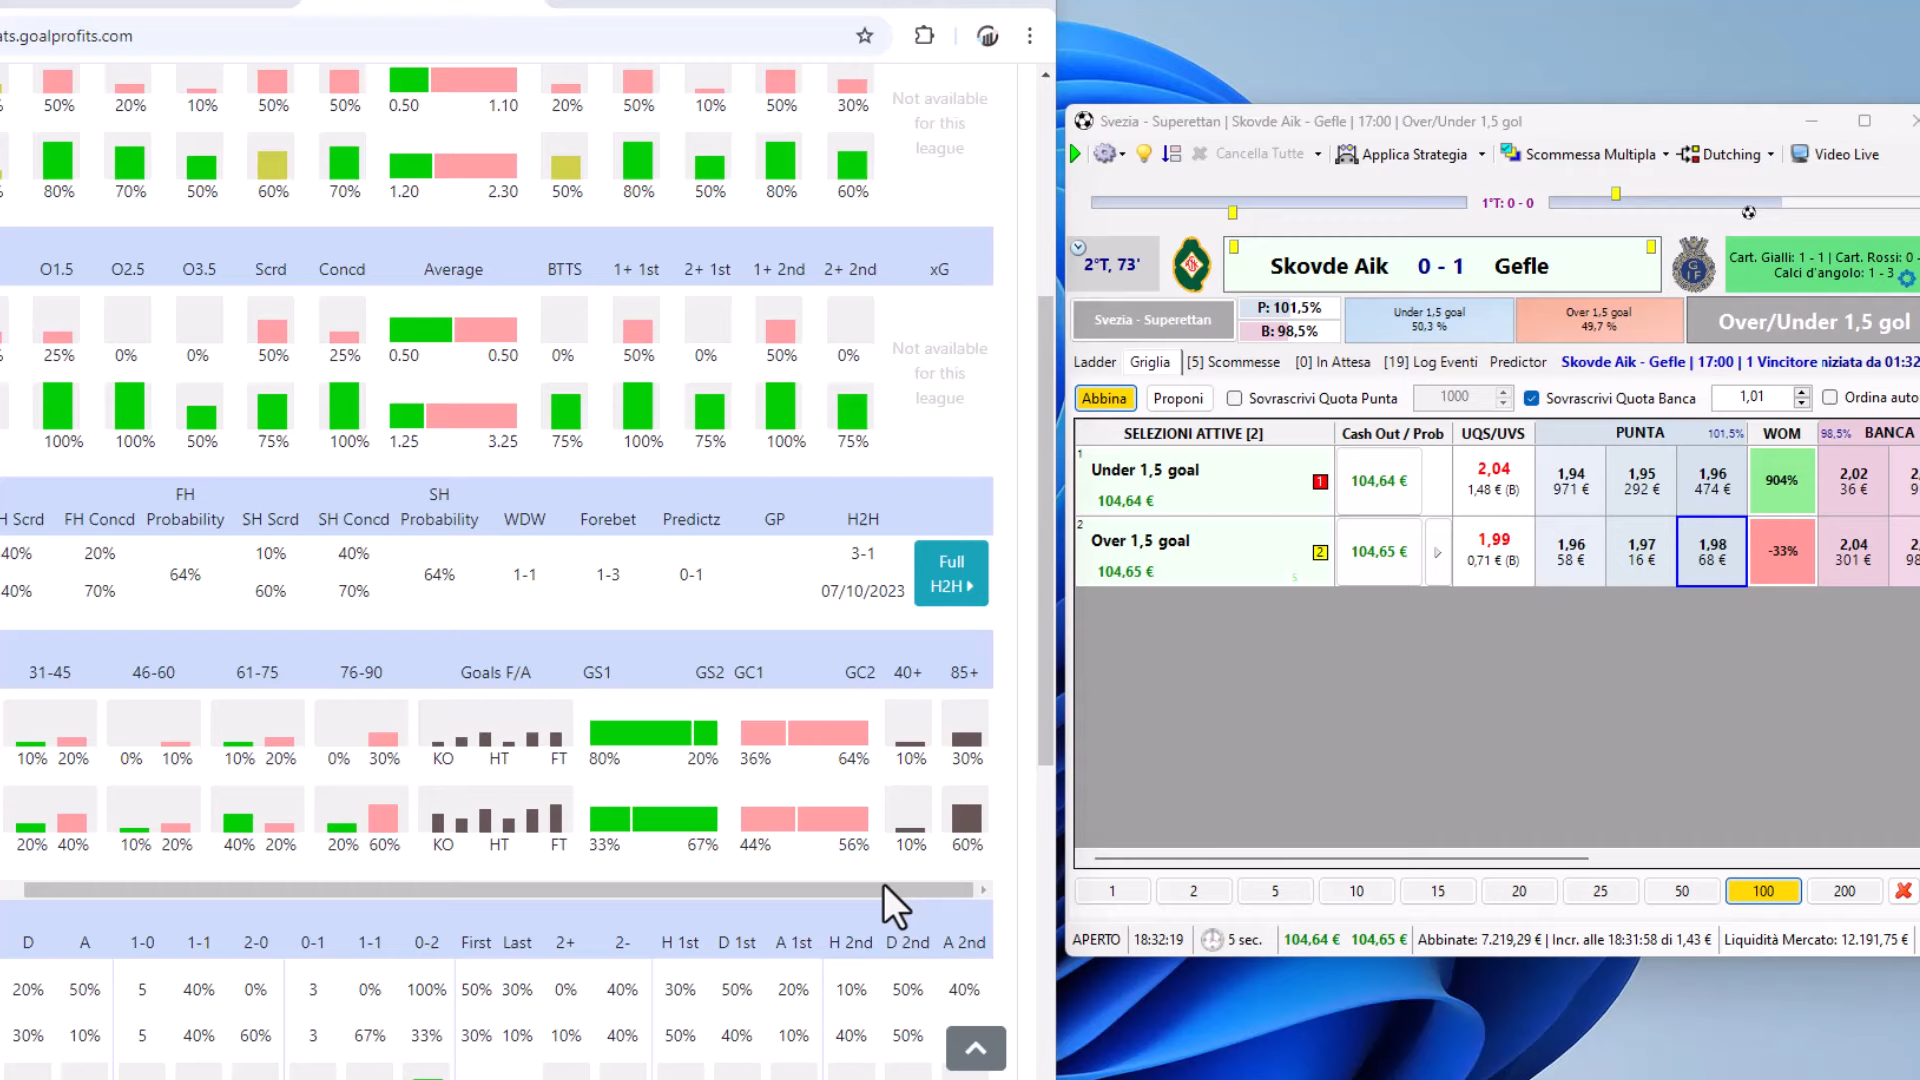 ats.goalprofits.com
50% 20% 10% 50% 50% 0.50 1.10 20% 50% 10% 50% 30%
Not available
for this
league
80% 70% 50% 60% 70% 1.20 2.30 50% 80% 50% 80% 60%
O1.5 O2.5 O3.5 Scrd Concd Average BTTS 1+ 1st 2+ 1st 1+ 2nd 2+ 2nd xG
25% 0% 0% 50% 25% 0.50 0.50 0% 50% 0% 50% 0%
Not available
for this
league
100% 100% 50% 75% 100% 1.25 3.25 75% 100% 75% 100% 75%
FH SH
H Scrd FH Concd Probability SH Scrd SH Concd Probability WDW Forebet Predictz GP H2H
40% 20% 64% 10% 40% 64% 1-1 1-3 0-1 3-1
40% 70% 60% 70% 07/10/2023
Full
H2H
31-45 46-60 61-75 76-90 Goals F/A GS1 GS2 GC1 GC2 40+ 85+
10% 20% 0% 10% 10% 20% 0% 30% KO HT FT 80% 20% 36% 64% 10% 30%
20% 40% 10% 20% 40% 20% 20% 60% KO HT FT 33% 67% 44% 56% 10% 60%
D A 1-0 1-1 2-0 0-1 1-1 0-2 First Last 2+ 2- H 1st D 1st A 1st H 2nd D 2nd A 2nd
20% 50% 5 40% 0% 3 0% 100% 50% 30% 0% 40% 30% 50% 20% 10% 50% 40%
30% 10% 5 40% 60% 3 67% 33% 30% 10% 10% 40% 50% 40% 10% 40% 50%
Svezia - Superettan | Skovde Aik - Gefle | 17:00 | Over/Under 1,5 gol
Cancella Tutte Applica Strategia Scommessa Multipla Dutching Video Live
1°T: 0 - 0
2°T, 73' Skovde Aik 0 - 1 Gefle
Cart. Gialli: 1 - 1 | Cart. Rossi: 0 -
Calci d'angolo: 1 - 3
Svezia - Superettan
P: 101,5%
B: 98,5%
Under 1,5 goal
50,3 %
Over 1,5 goal
49,7 %
Over/Under 1,5 gol
Ladder Griglia [5] Scommesse [0] In Attesa [19] Log Eventi Predictor Skovde Aik - Gefle | 17:00 | 1 Vincitore niziata da 01:32
Abbina Proponi Sovrascrivi Quota Punta 1000 Sovrascrivi Quota Banca 1,01 Ordina auto
SELEZIONI ATTIVE [2] Cash Out / Prob UQS/UVS PUNTA 101,5% WOM 98,5% BANCA
1 Under 1,5 goal 1 104,64 € 2,04 1,94 1,95 1,96 904% 2,02 2,
104,64 € 1,48 € (B) 971 € 292 € 474 € 36 € 9
2 Over 1,5 goal 2 104,65 € 1,99 1,96 1,97 1,98 -33% 2,04 2,
104,65 € 5 0,71 € (B) 58 € 16 € 68 € 301 € 98
1 2 5 10 15 20 25 50 100 200
APERTO 18:32:19 5 sec. 104,64 € 104,65 € Abbinate: 7.219,29 € | Incr. alle 18:31:58 di 1,43 € Liquidità Mercato: 12.191,75 €